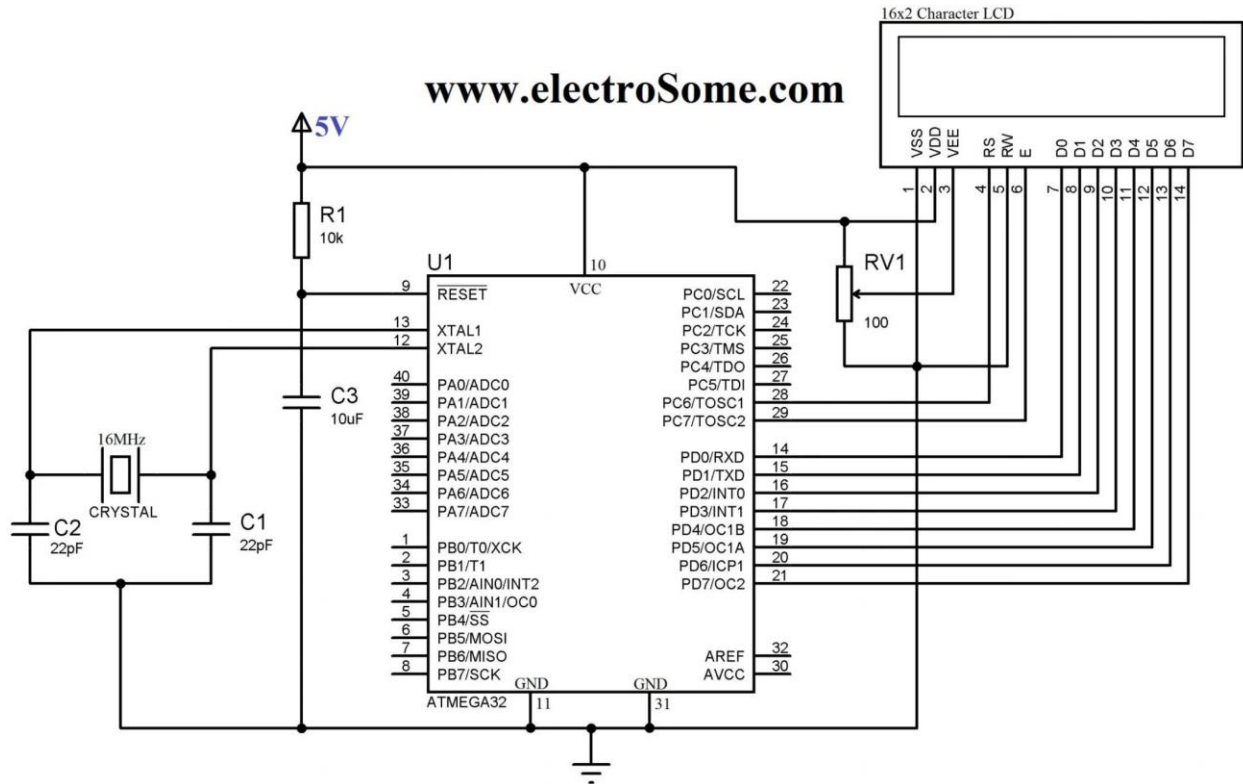 16x2 Character LCD
www.electroSome.com
5V
VSS
VDD
VEE
RS
RW
E
D0
D1
D2
D3
D4
D5
D6
D7
1
2
3
4
5
6
7
8
9
10
11
12
13
14
R1
10k
RV1
100
U1
10
VCC
9 RESET
13 XTAL1
12 XTAL2
40 PA0/ADC0
39 PA1/ADC1
38 PA2/ADC2
37 PA3/ADC3
36 PA4/ADC4
35 PA5/ADC5
34 PA6/ADC6
33 PA7/ADC7
1 PB0/T0/XCK
2 PB1/T1
3 PB2/AIN0/INT2
4 PB3/AIN1/OC0
5 PB4/SS
6 PB5/MOSI
7 PB6/MISO
8 PB7/SCK
PC0/SCL 22
PC1/SDA 23
PC2/TCK 24
PC3/TMS 25
PC4/TDO 26
PC5/TDI 27
PC6/TOSC1 28
PC7/TOSC2 29
PD0/RXD 14
PD1/TXD 15
PD2/INT0 16
PD3/INT1 17
PD4/OC1B 18
PD5/OC1A 19
PD6/ICP1 20
PD7/OC2 21
AREF 32
AVCC 30
GND
GND
ATMEGA32
11
31
C3
10uF
16MHz
CRYSTAL
C2
22pF
C1
22pF